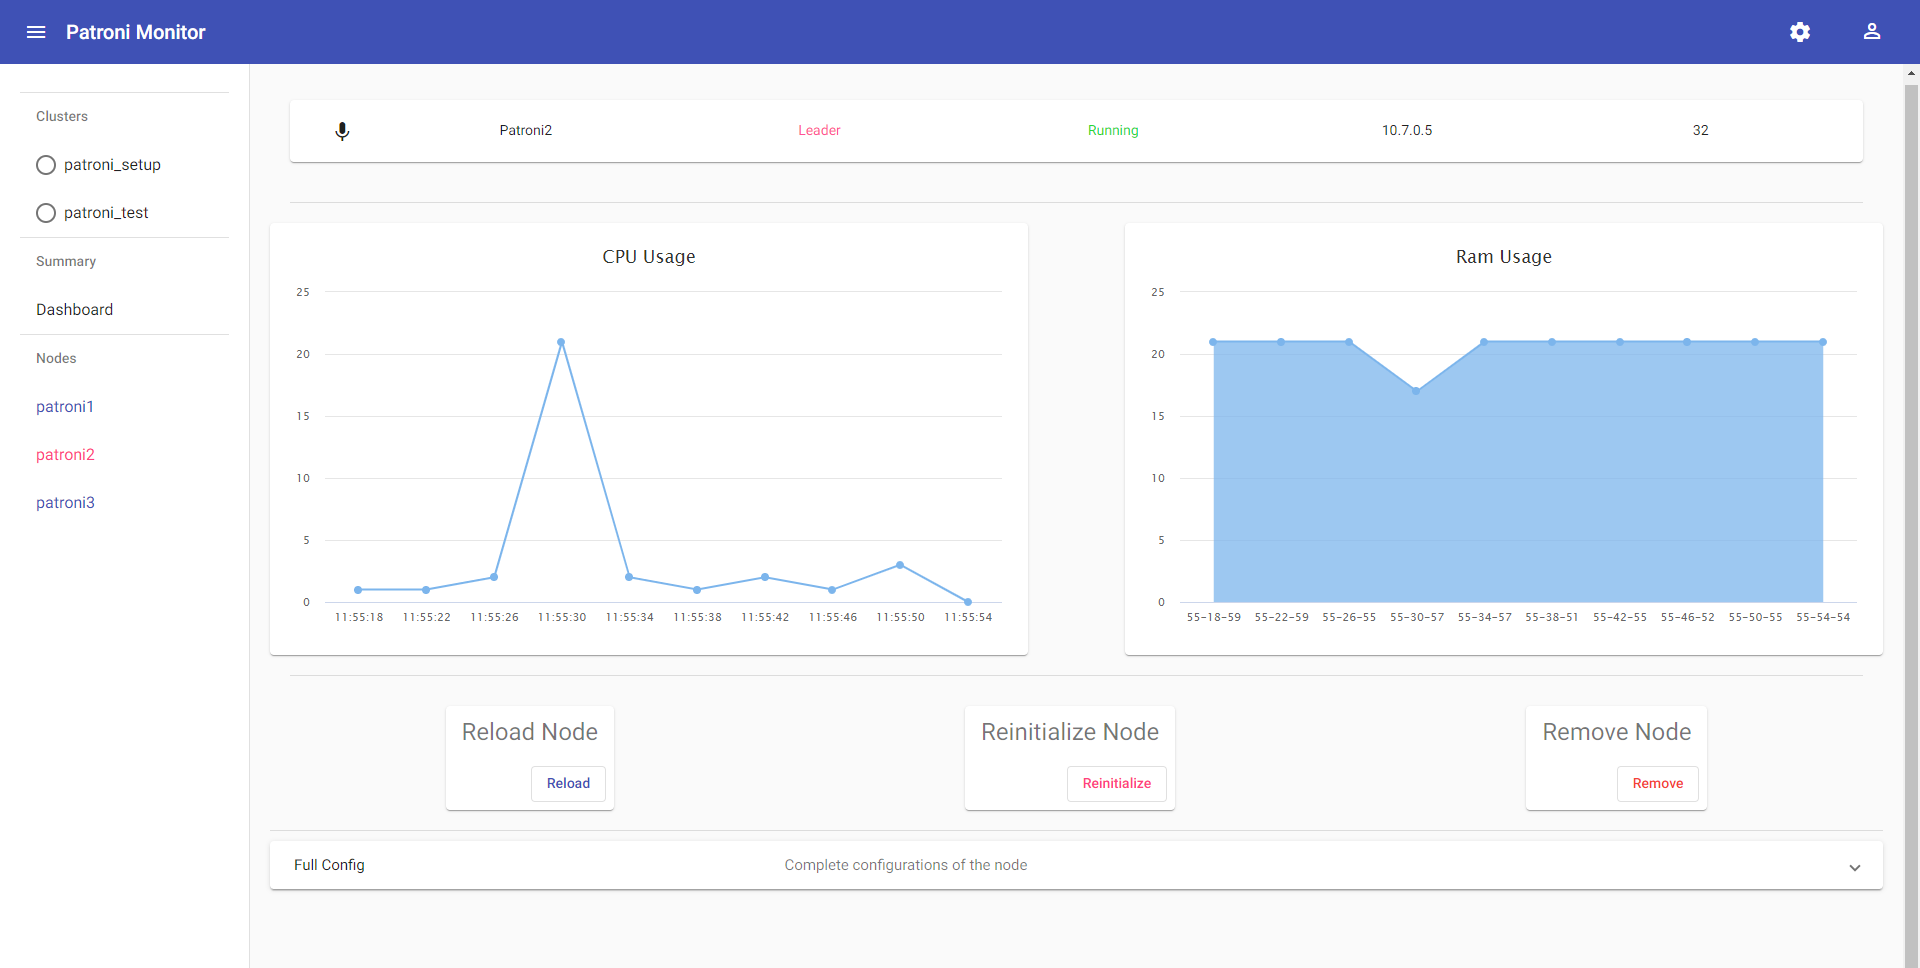 Patroni Monitor
Clusters
patroni_setup
patroni_test
Summary
Dashboard
Nodes
patroni1
patroni2
patroni3
Patroni2 Leader Running 10.7.0.5 32
CPU Usage
25
20
15
10
5
0
11:55:18 11:55:22 11:55:26 11:55:30 11:55:34 11:55:38 11:55:42 11:55:46 11:55:50 11:55:54
Ram Usage
25
20
15
10
5
0
55-18-59 55-22-59 55-26-55 55-30-57 55-34-57 55-38-51 55-42-55 55-46-52 55-50-55 55-54-54
Reload Node
Reload
Reinitialize Node
Reinitialize
Remove Node
Remove
Full Config Complete configurations of the node